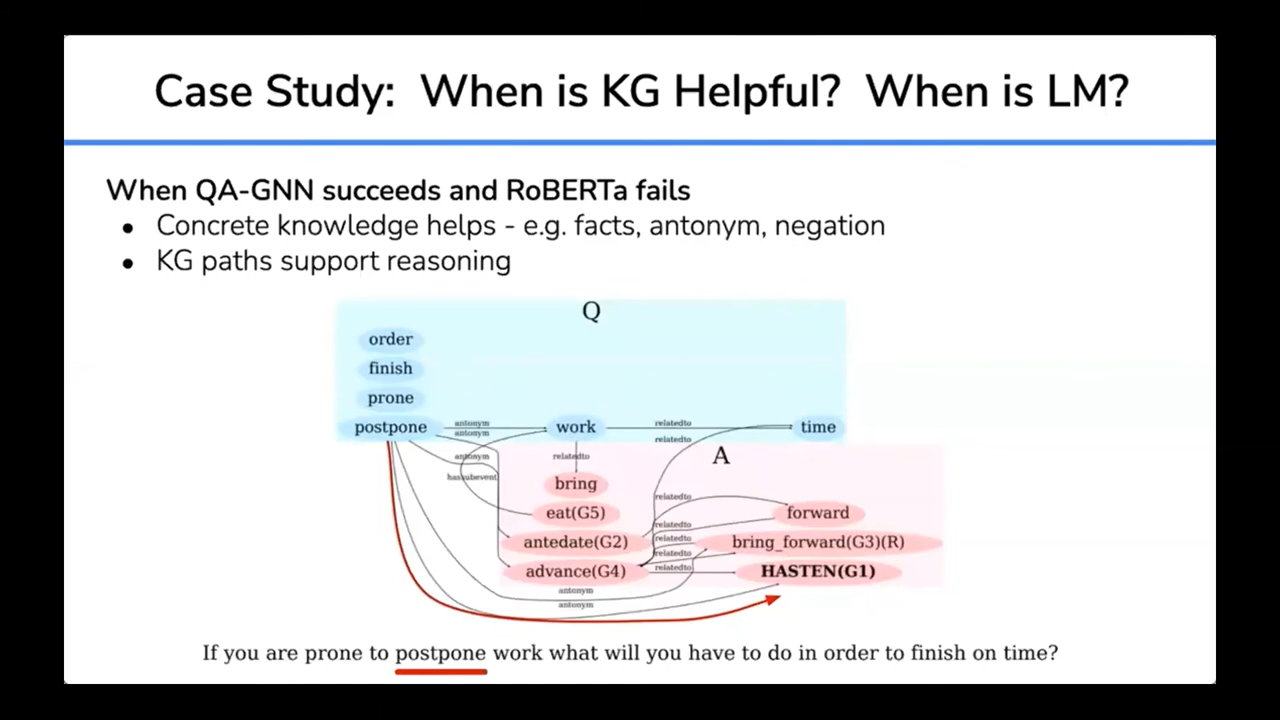 Case Study: When is KG Helpful? When is LM?
When QA-GNN succeeds and RoBERTa fails
● Concrete knowledge helps - e.g. facts, antonym, negation
● KG paths support reasoning
Q
order
finish
prone
postpone
antonym
antonym
work
relatedto
relatedto
time
antonym
hassubevent
relatedto
A
bring
eat(G5)
antedate(G2)
advance(G4)
relatedto
relatedto
relatedto
relatedto
relatedto
forward
bring_forward(G3)(R)
HASTEN(G1)
antonym
antonym
If you are prone to postpone work what will you have to do in order to finish on time?